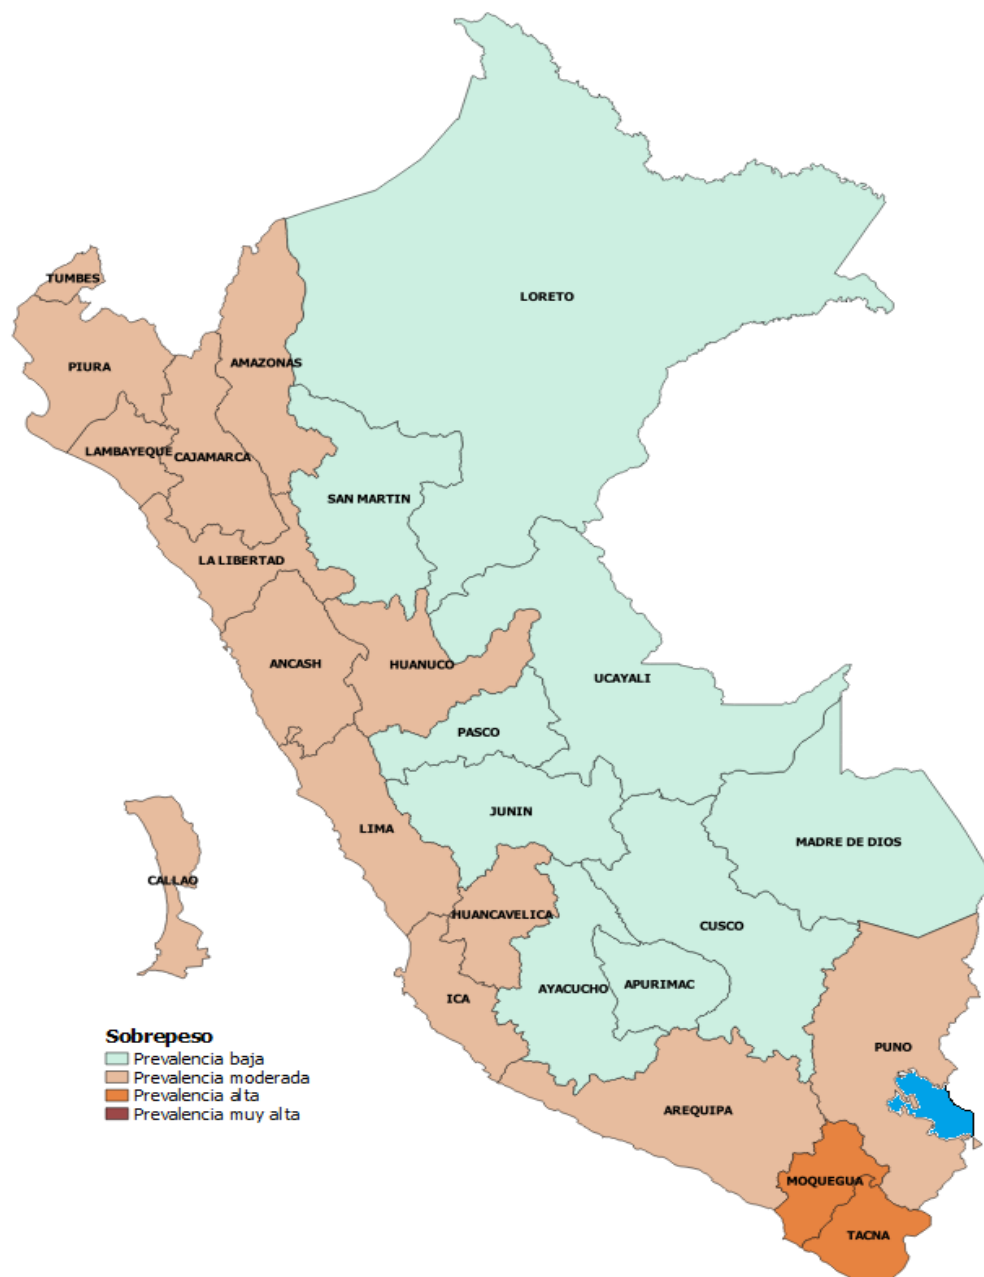 LORETO
TUMBES
PIURA
AMAZONAS
LAMBAYEQUE
CAJAMARCA
SAN MARTIN
LA LIBERTAD
ANCASH
HUANUCO
UCAYALI
PASCO
JUNIN
LIMA
MADRE DE DIOS
CALLAO
HUANCAVELICA
CUSCO
AYACUCHO
APURIMAC
ICA
PUNO
AREQUIPA
MOQUEGUA
TACNA
Sobrepeso
Prevalencia baja
Prevalencia moderada
Prevalencia alta
Prevalencia muy alta